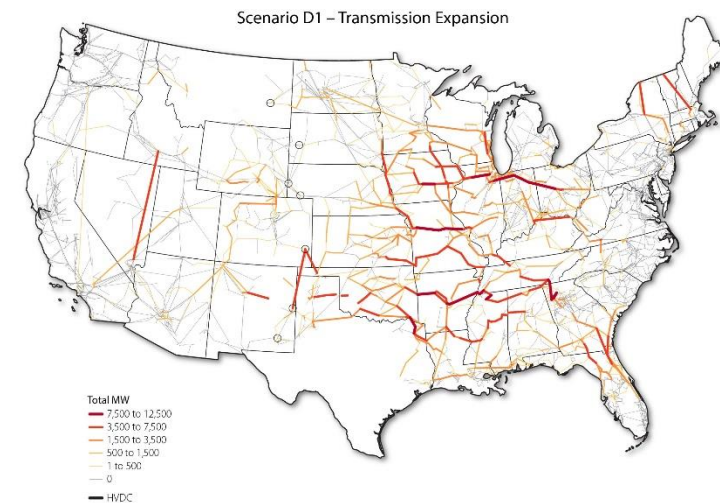 Scenario D1 – Transmission Expansion
Total MW
7,500 to 12,500
3,500 to 7,500
1,500 to 3,500
500 to 1,500
1 to 500
0
HVDC